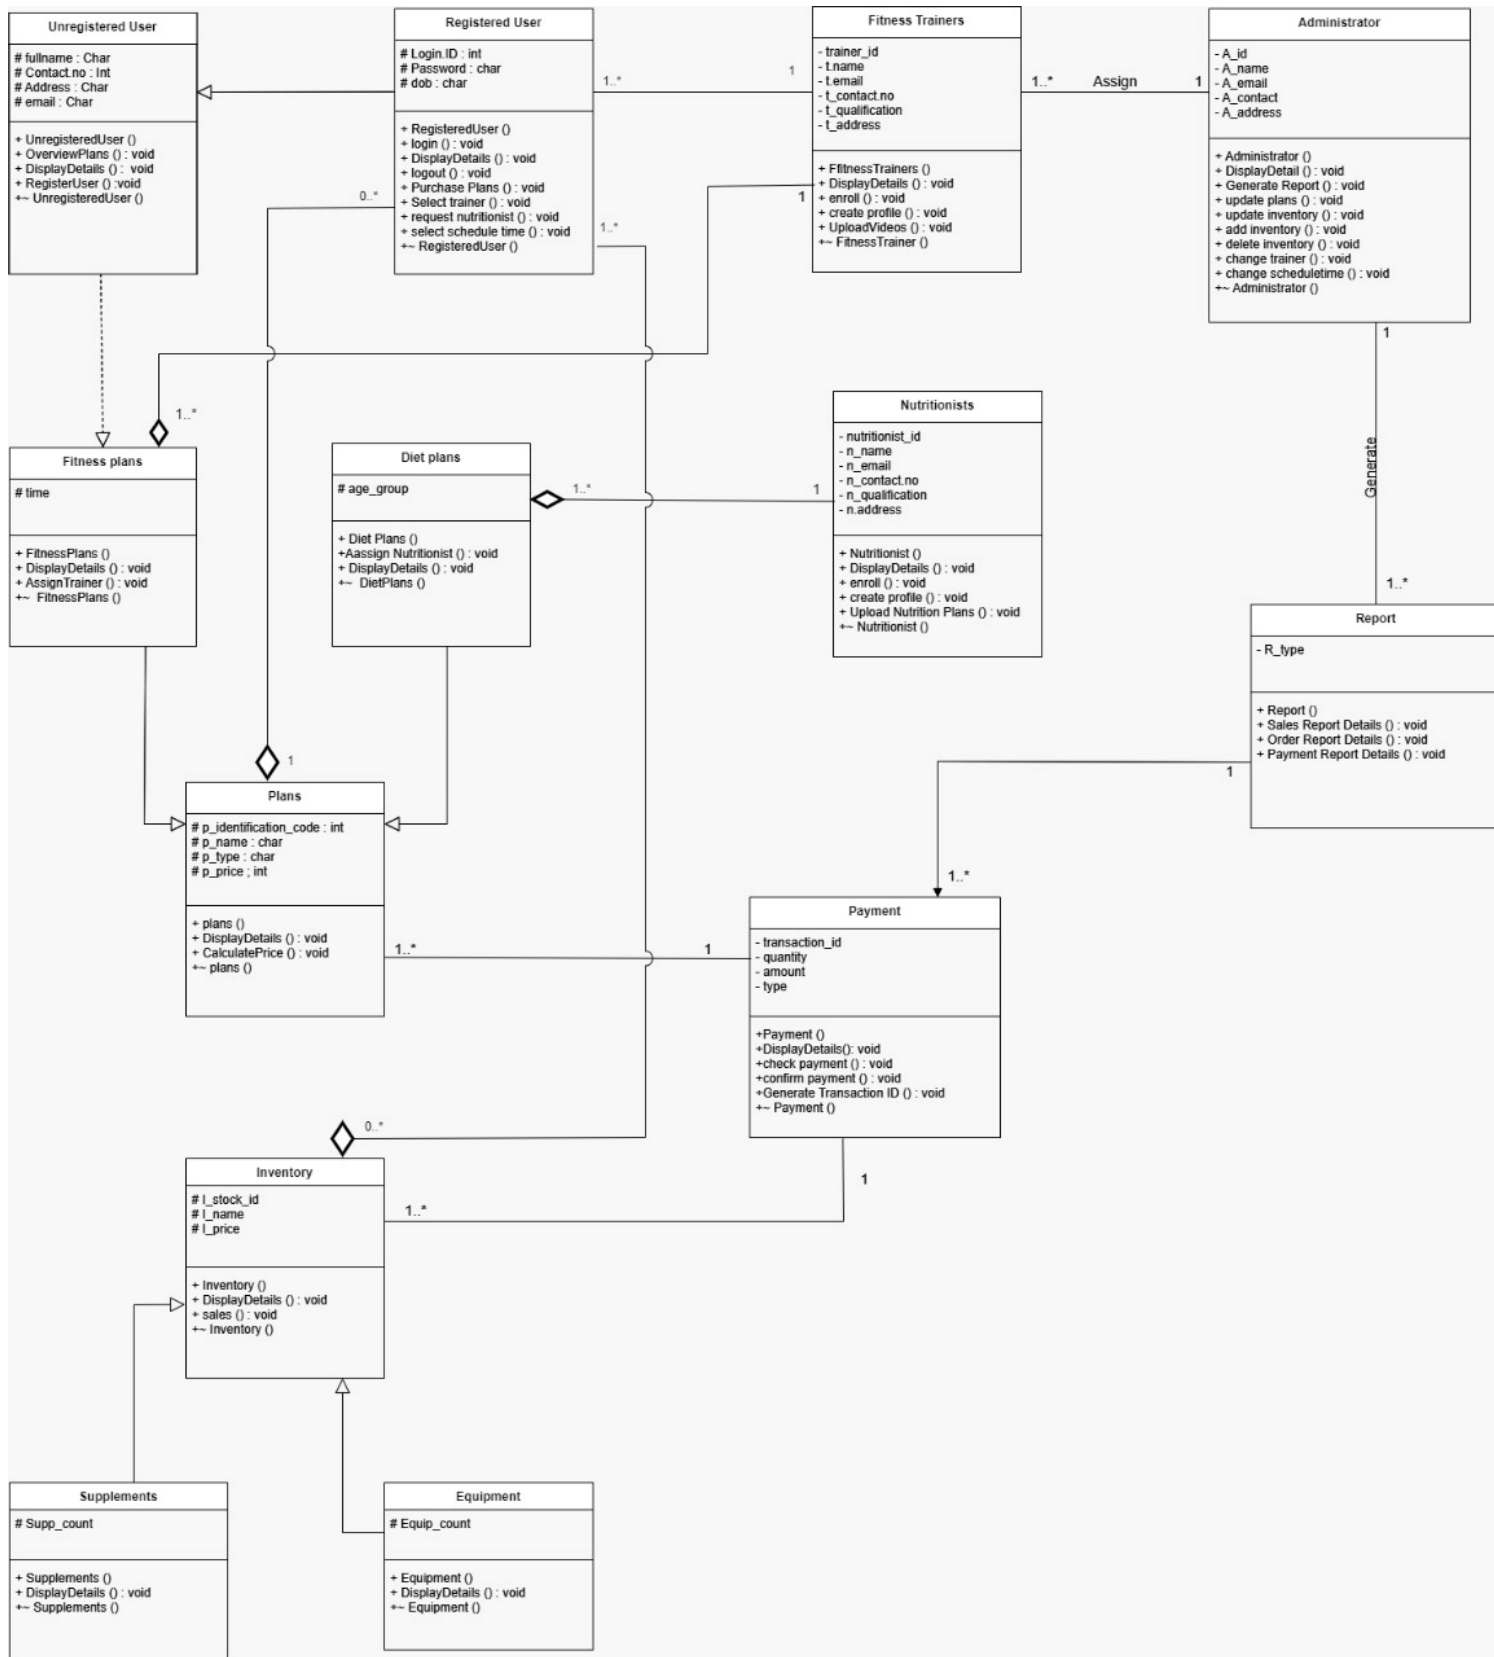 Unregistered User
# fullname : Char
# Contact.no : Int
# Address : Char
# email : Char
+ UnregisteredUser ()
+ OverviewPlans () : void
+ DisplayDetails () : void
+ RegisterUser () :void
+~ UnregisteredUser ()
Registered User
# Login.ID : int
# Password : char
# dob : char
+ RegisteredUser ()
+ login () : void
+ DisplayDetails () : void
+ logout () : void
+ Purchase Plans () : void
+ Select trainer () : void
+ request nutritionist () : void
+ select schedule time () : void
+~ RegisteredUser ()
1..*
1
0..*
1..*
Fitness Trainers
- trainer_id
- t.name
- t.email
- t_contact.no
- t_qualification
- t_address
+ FfitnessTrainers ()
+ DisplayDetails () : void
+ enroll () : void
+ create profile () : void
+ UploadVideos () : void
+~ FitnessTrainer ()
1
1..*
Assign
1
Administrator
- A_id
- A_name
- A_email
- A_contact
- A_address
+ Administrator ()
+ DisplayDetail () : void
+ Generate Report () : void
+ update plans () : void
+ update inventory () : void
+ add inventory () : void
+ delete inventory () : void
+ change trainer () : void
+ change scheduletime () : void
+~ Administrator ()
1
Generate
1..*
1..*
Fitness plans
# time
+ FitnessPlans ()
+ DisplayDetails () : void
+ AssignTrainer () : void
+~ FitnessPlans ()
Diet plans
# age_group
+ Diet Plans ()
+Aassign Nutritionist () : void
+ DisplayDetails () : void
+~ DietPlans ()
1..*
1
Nutritionists
- nutritionist_id
- n_name
- n_email
- n_contact.no
- n_qualification
- n.address
+ Nutritionist ()
+ DisplayDetails () : void
+ enroll () : void
+ create profile () : void
+ Upload Nutrition Plans () : void
+~ Nutritionist ()
Report
- R_type
+ Report ()
+ Sales Report Details () : void
+ Order Report Details () : void
+ Payment Report Details () : void
1
1..*
1
Plans
# p_identification_code : int
# p_name : char
# p_type : char
# p_price ; int
+ plans ()
+ DisplayDetails () : void
+ CalculatePrice () : void
+~ plans ()
1..*
1
Payment
- transaction_id
- quantity
- amount
- type
+Payment ()
+DisplayDetails(): void
+check payment () : void
+confirm payment () : void
+Generate Transaction ID () : void
+~ Payment ()
1
0..*
1..*
Inventory
# I_stock_id
# I_name
# I_price
+ Inventory ()
+ DisplayDetails () : void
+ sales () : void
+~ Inventory ()
Supplements
# Supp_count
+ Supplements ()
+ DisplayDetails () : void
+~ Supplements ()
Equipment
# Equip_count
+ Equipment ()
+ DisplayDetails () : void
+~ Equipment ()